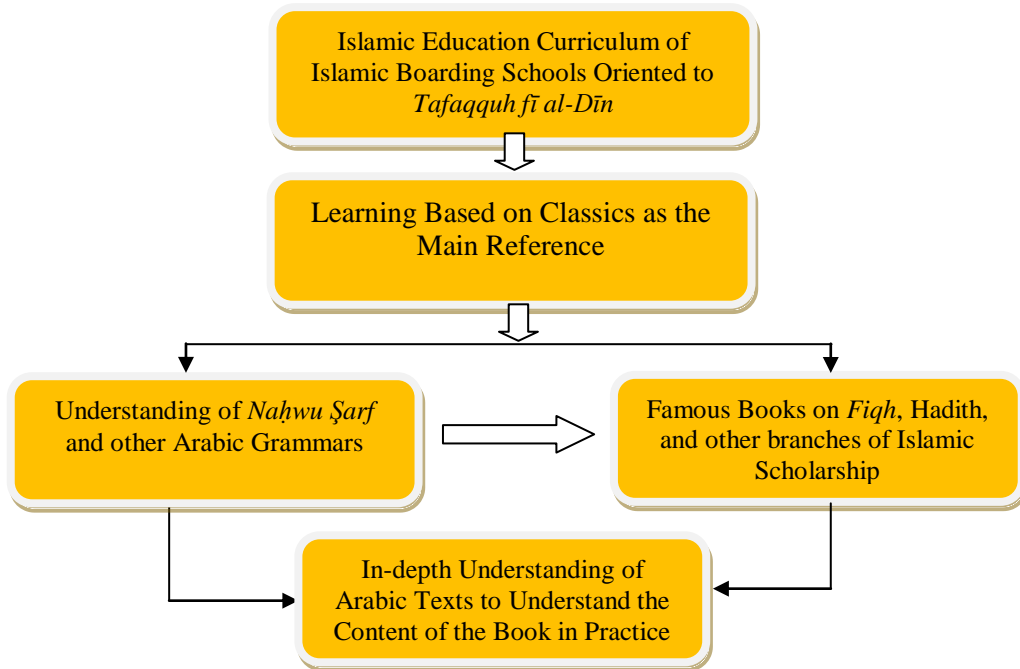 Islamic Education Curriculum of
Islamic Boarding Schools Oriented to
Tafaqquh fī al-Dīn
Learning Based on Classics as the
Main Reference
Understanding of Naḥwu Ṣarf
and other Arabic Grammars
Famous Books on Fiqh, Hadith,
and other branches of Islamic
Scholarship
In-depth Understanding of
Arabic Texts to Understand the
Content of the Book in Practice